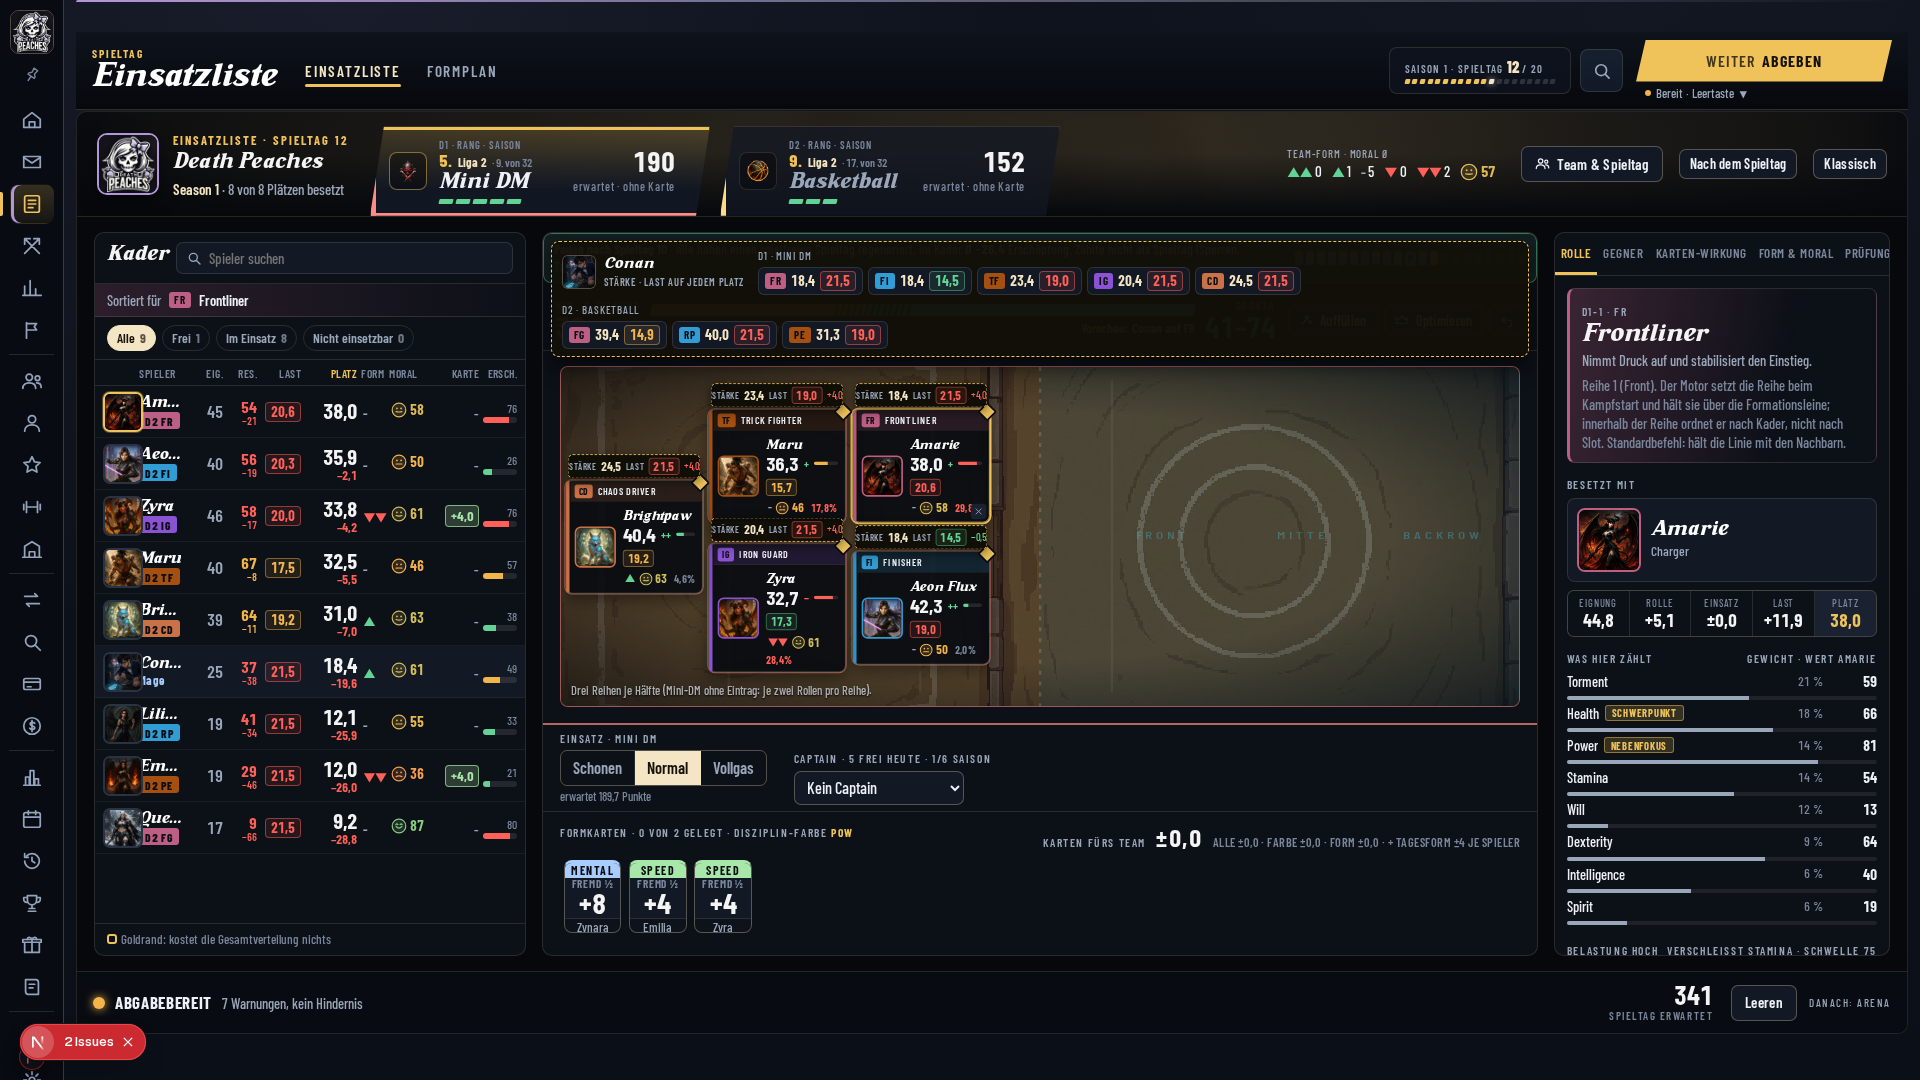 SPIELTAG
Einsatzliste
EINSATZLISTE
FORMPLAN
SAISON 1 · SPIELTAG 12 / 20
WEITER ABGEBEN
Bereit · Leertaste ▼
EINSATZLISTE · SPIELTAG 12
Death Peaches
Season 1 · 8 von 8 Plätzen besetzt
D1 · RANG · SAISON
5. Liga 2 · 9. von 32
Mini DM
190
erwartet · ohne Karte
D2 · RANG · SAISON
9. Liga 2 · 17. von 32
Basketball
152
erwartet · ohne Karte
TEAM-FORM · MORAL Ø
▲▲ 0 ▲ 1 - 5 ▼ 0 ▼▼ 2 57
Team & Spieltag
Nach dem Spieltag
Klassisch
Kader
Spieler suchen
Sortiert für FR Frontliner
Alle 9
Frei 1
Im Einsatz 8
Nicht einsetzbar 0
SPIELER EIG. RES. LAST PLATZ FORM MORAL KARTE ERSCH.
Am... D2 FR 45 54 −21 20,6 38,0 - 58 76
Aeo... D2 FI 40 56 −19 20,3 35,9 −2,1 - 50 - 26
Zyra D2 IG 46 58 −17 20,0 33,8 −4,2 ▼▼ 61 +4,0 76
Maru D2 TF 40 67 −8 17,5 32,5 −5,5 - 46 - 57
Bri... D2 CD 39 64 −11 19,2 31,0 −7,0 ▲ 63 - 38
Con... Mage 25 37 −38 21,5 18,4 −19,6 ▲ 61 - 49
Lili... D2 RP 19 41 −34 21,5 12,1 −25,9 - 55 - 33
Em... D2 PE 19 29 −46 21,5 12,0 −26,0 ▼▼ 36 +4,0 21
Que... D2 FG 17 9 −66 21,5 9,2 −28,8 - 87 - 80
Goldrand: kostet die Gesamtverteilung nichts
Conan
STÄRKE · LAST AUF JEDEM PLATZ
D1 · MINI DM
FR 18,4 21,5
FI 18,4 14,5
TF 23,4 19,0
IG 20,4 21,5
CD 24,5 21,5
D2 · BASKETBALL
FG 39,4 14,9
RP 40,0 21,5
PE 31,3 19,0
41–74
Auffüllen
Optimieren
STÄRKE 23,4 LAST 19,0 +4,0
TF TRICK FIGHTER
Maru
36,3 +
15,7
- 46 17,8%
STÄRKE 18,4 LAST 21,5 +4,0
FR FRONTLINER
Amarie
38,0 +
20,6
- 58 29,8
STÄRKE 24,5 LAST 21,5 +4,0
CD CHAOS DRIVER
Brightpaw
40,4 ++
19,2
▲ 63 4,6%
STÄRKE 20,4 LAST 21,5 +4,0
IG IRON GUARD
Zyra
32,7 −
17,3
▼▼ 61
28,4%
STÄRKE 18,4 LAST 14,5 −0,5
FI FINISHER
Aeon Flux
42,3 ++
19,0
- 50 2,0%
FRONT
MITTE
BACKROW
Drei Reihen je Hälfte (Mini-DM ohne Eintrag: je zwei Rollen pro Reihe).
EINSATZ · MINI DM
Schonen
Normal
Vollgas
erwartet 189,7 Punkte
CAPTAIN · 5 FREI HEUTE · 1/6 SAISON
Kein Captain
FORMKARTEN · 0 VON 2 GELEGT · DISZIPLIN-FARBE POW
KARTEN FÜRS TEAM ±0,0 ALLE ±0,0 · FARBE ±0,0 · FORM ±0,0 · + TAGESFORM ±4 JE SPIELER
MENTAL
FREMD ½
+8
Zynara
SPEED
FREMD ½
+4
Emilia
SPEED
FREMD ½
+4
Zyra
ROLLE
GEGNER
KARTEN-WIRKUNG
FORM & MORAL
PRÜFUNG
D1-1 · FR
Frontliner
Nimmt Druck auf und stabilisiert den Einstieg.
Reihe 1 (Front). Der Motor setzt die Reihe beim
Kampfstart und hält sie über die Formationsleine;
innerhalb der Reihe ordnet er nach Kader, nicht nach
Slot. Standardbefehl: hält die Linie mit den Nachbarn.
BESETZT MIT
Amarie
Charger
EIGNUNG 44,8
ROLLE +5,1
EINSATZ ±0,0
LAST +11,9
PLATZ 38,0
WAS HIER ZÄHLT
GEWICHT · WERT AMARIE
Torment 21 % 59
Health SCHWERPUNKT 18 % 66
Power NEBENFOKUS 14 % 81
Stamina 14 % 54
Will 12 % 13
Dexterity 9 % 64
Intelligence 6 % 40
Spirit 6 % 19
BELASTUNG HOCH VERSCHLEISST STAMINA · SCHWELLE 75
ABGABEBEREIT
7 Warnungen, kein Hindernis
341
SPIELTAG ERWARTET
Leeren
DANACH: ARENA
N 2 Issues